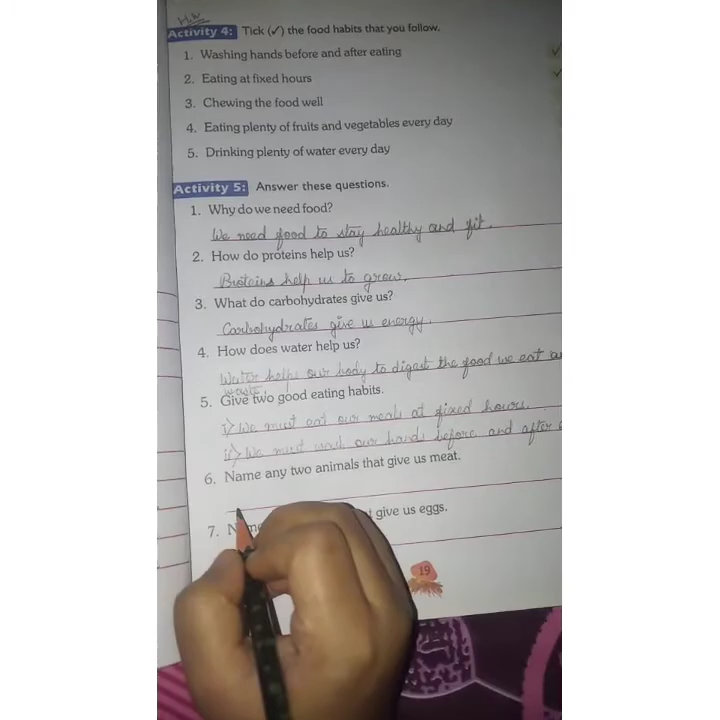 H.W
Activity 4: Tick (✓) the food habits that you follow.
1. Washing hands before and after eating ✓
2. Eating at fixed hours ✓
3. Chewing the food well
4. Eating plenty of fruits and vegetables every day
5. Drinking plenty of water every day
Activity 5: Answer these questions.
1. Why do we need food?
We need food to stay healthy and fit.
2. How do proteins help us?
Proteins help us to grow.
3. What do carbohydrates give us?
Carbohydrates give us energy.
4. How does water help us?
Water helps our body to digest the food we eat
waste.
5. Give two good eating habits.
i) We must eat our meals at fixed hours.
ii) We must wash our hands before and after
6. Name any two animals that give us meat.
7. give us eggs.
19